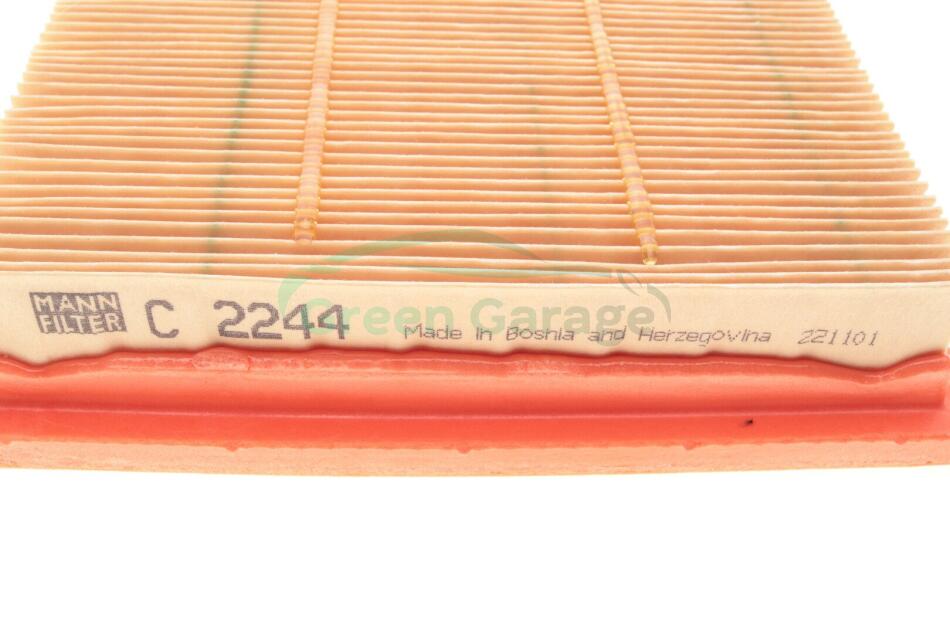 MANN
FILTER
C 2244
Made in Bosnia and Herzegovina 221101
Green Garage